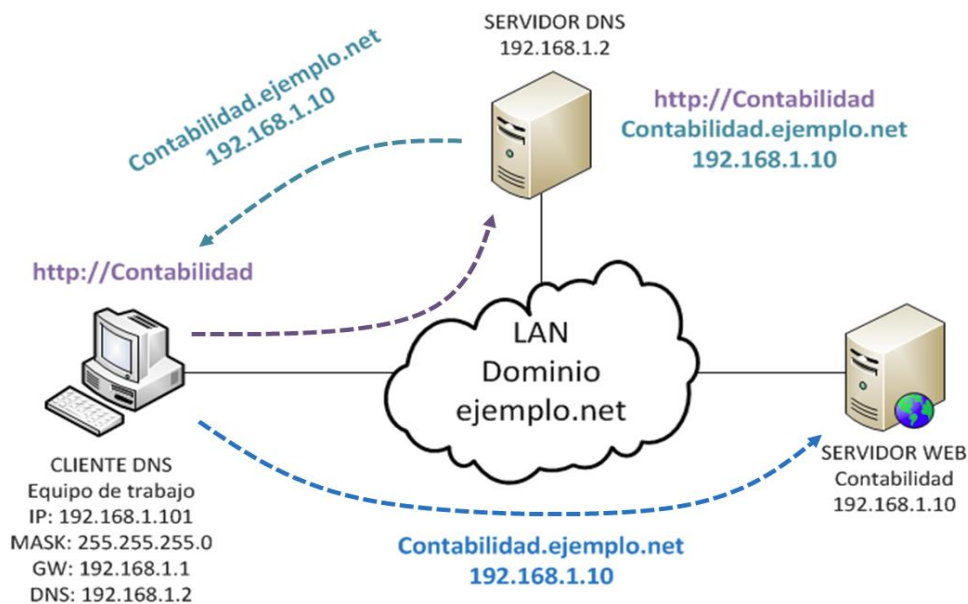 SERVIDOR DNS
192.168.1.2
Contabilidad.ejemplo.net
192.168.1.10
http://Contabilidad
Contabilidad.ejemplo.net
192.168.1.10
http://Contabilidad
LAN
Dominio
ejemplo.net
CLIENTE DNS
Equipo de trabajo
IP: 192.168.1.101
MASK: 255.255.255.0
GW: 192.168.1.1
DNS: 192.168.1.2
SERVIDOR WEB
Contabilidad
192.168.1.10
Contabilidad.ejemplo.net
192.168.1.10